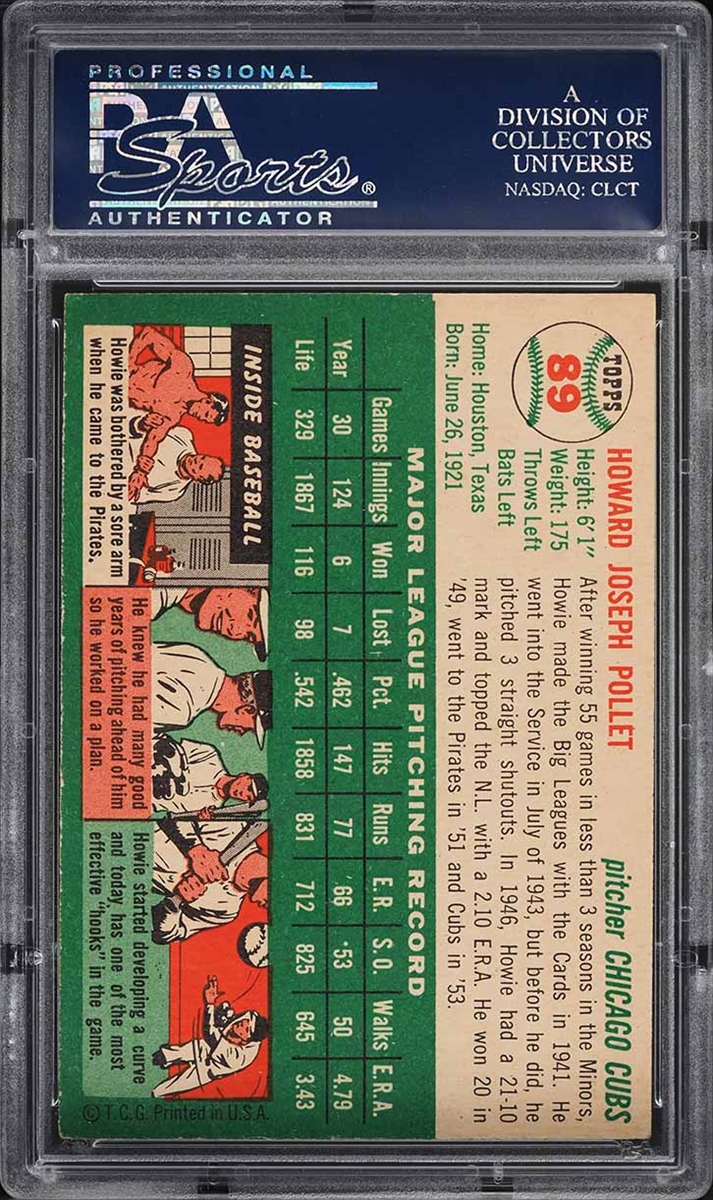 PROFESSIONAL
PSA
Sports®
AUTHENTICATOR
A
DIVISION OF
COLLECTORS
UNIVERSE
NASDAQ: CLCT
TOPPS
89
HOWARD JOSEPH POLLET
pitcher CHICAGO CUBS
Height: 6'1"
Weight: 175
Throws Left
Bats Left
Home: Houston, Texas
Born: June 26, 1921
After winning 55 games in less than 3 seasons in the Minors,
Howie made the Big Leagues with the Cards in 1941. He
went into the Service in July of 1943, but before he did, he
pitched 3 straight shutouts. In 1946, Howie had a 21-10
mark and topped the N.L. with a 2.10 E.R.A. He won 20 in
'49, went to the Pirates in '51 and Cubs in '53.
MAJOR LEAGUE PITCHING RECORD
Games Innings Won Lost Pct. Hits Runs E.R. S.O. Walks E.R.A.
Year 30 124 6 7 .462 147 77 66 53 50 4.79
Life 329 1867 116 98 .542 1858 831 712 825 645 3.43
INSIDE BASEBALL
Howie was bothered by a sore arm
when he came to the Pirates.
He knew he had many good
years of pitching ahead of him
so he worked on a plan.
Howie started developing a curve
and today has one of the most
effective "hooks" in the game.
© T.C.G. Printed in U.S.A.